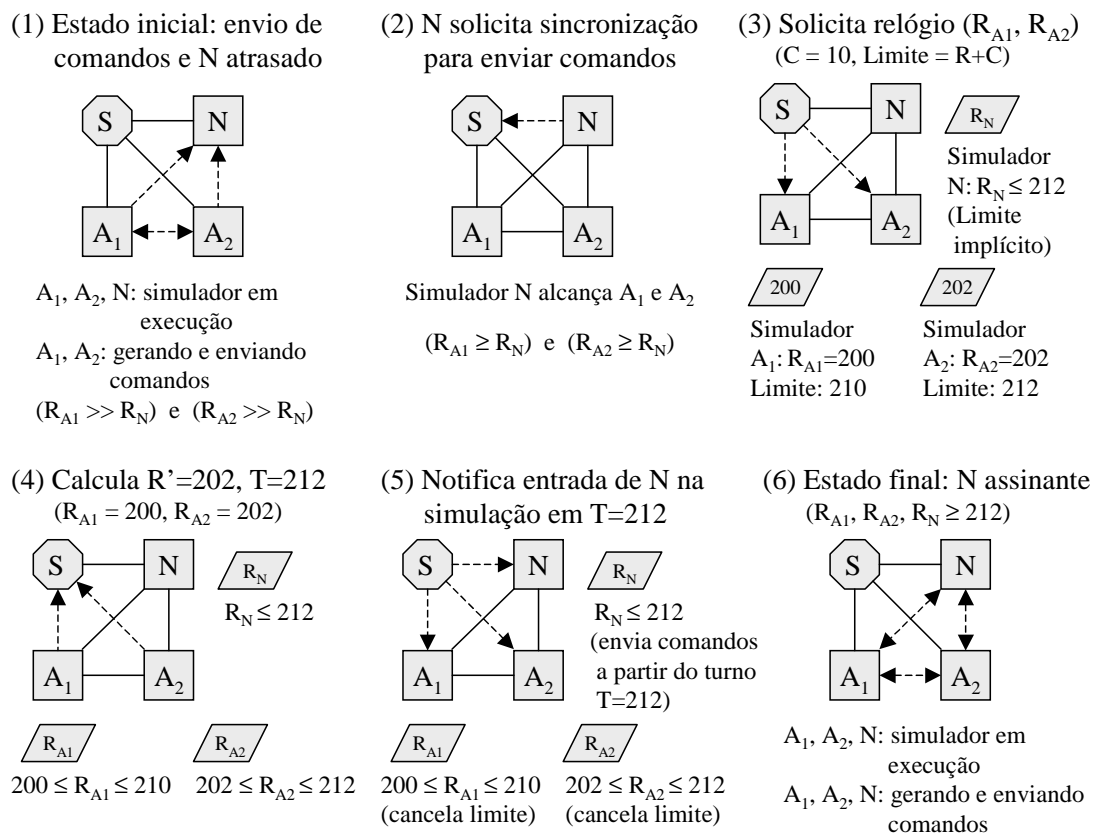 (1) Estado inicial: envio de
comandos e N atrasado
S
N
A1
A2
A1, A2, N: simulador em
execução
A1, A2: gerando e enviando
comandos
(RA1 >> RN) e (RA2 >> RN)
(2) N solicita sincronização
para enviar comandos
S
N
A1
A2
Simulador N alcança A1 e A2
(RA1 ≥ RN) e (RA2 ≥ RN)
(3) Solicita relógio (RA1, RA2)
(C = 10, Limite = R+C)
S
N
A1
A2
RN
Simulador
N: RN ≤ 212
(Limite
implícito)
200
Simulador
A1: RA1=200
Limite: 210
202
Simulador
A2: RA2=202
Limite: 212
(4) Calcula R’=202, T=212
(RA1 = 200, RA2 = 202)
S
N
A1
A2
RN
RN ≤ 212
RA1
200 ≤ RA1 ≤ 210
RA2
202 ≤ RA2 ≤ 212
(5) Notifica entrada de N na
simulação em T=212
S
N
A1
A2
RN
RN ≤ 212
(envia comandos
a partir do turno
T=212)
RA1
200 ≤ RA1 ≤ 210
(cancela limite)
RA2
202 ≤ RA2 ≤ 212
(cancela limite)
(6) Estado final: N assinante
(RA1, RA2, RN ≥ 212)
S
N
A1
A2
A1, A2, N: simulador em
execução
A1, A2, N: gerando e enviando
comandos